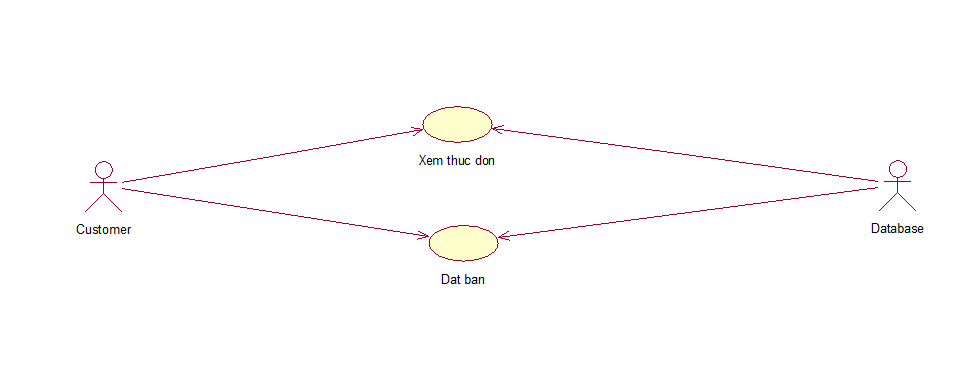 Xem thuc don
Customer
Database
Dat ban